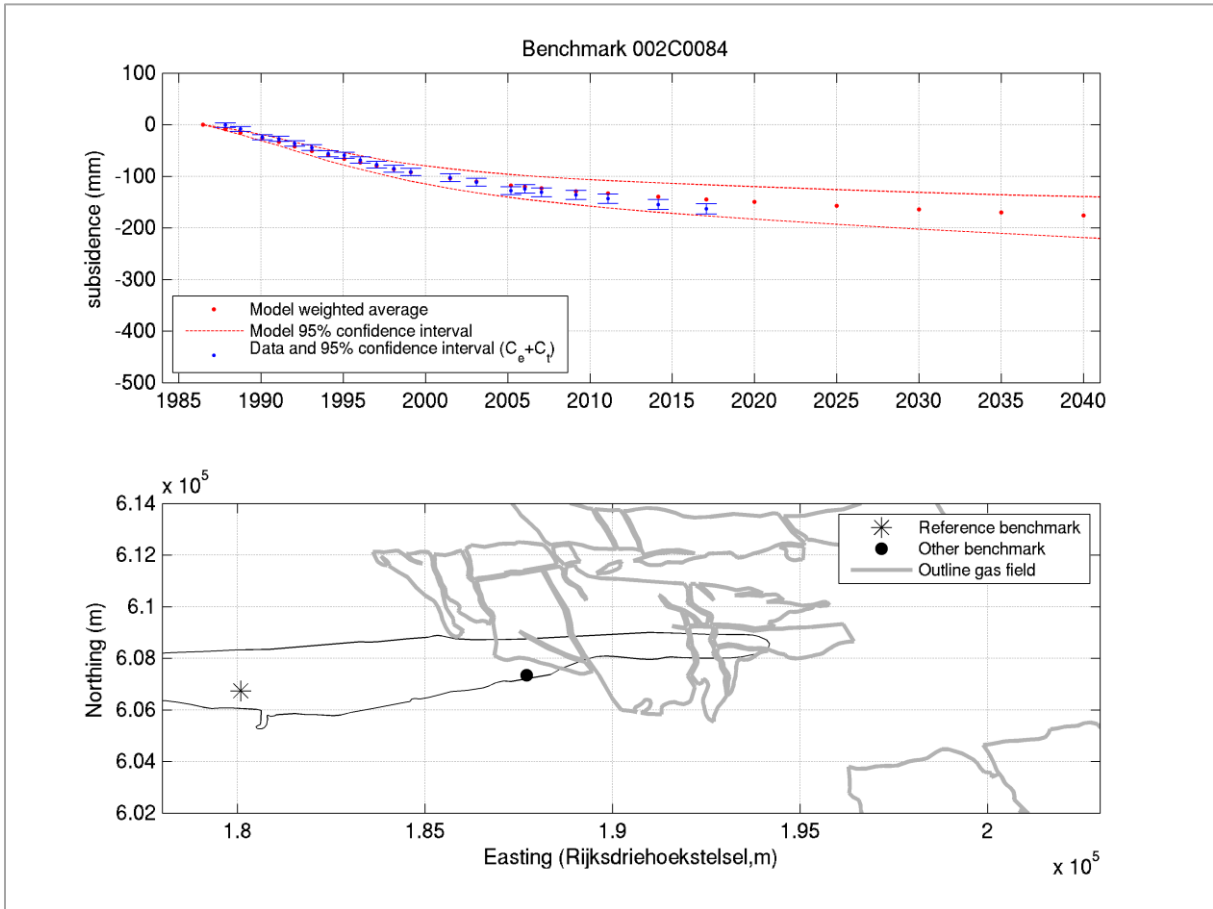 Benchmark 002C0084
subsidence (mm)
100
0
-100
-200
-300
-400
-500
Model weighted average
Model 95% confidence interval
Data and 95% confidence interval (C_e+C_t)
1985 1990 1995 2000 2005 2010 2015 2020 2025 2030 2035 2040
x 10^5
Northing (m)
6.14
6.12
6.1
6.08
6.06
6.04
6.02
Reference benchmark
Other benchmark
Outline gas field
1.8 1.85 1.9 1.95 2
Easting (Rijksdriehoekstelsel,m)
x 10^5